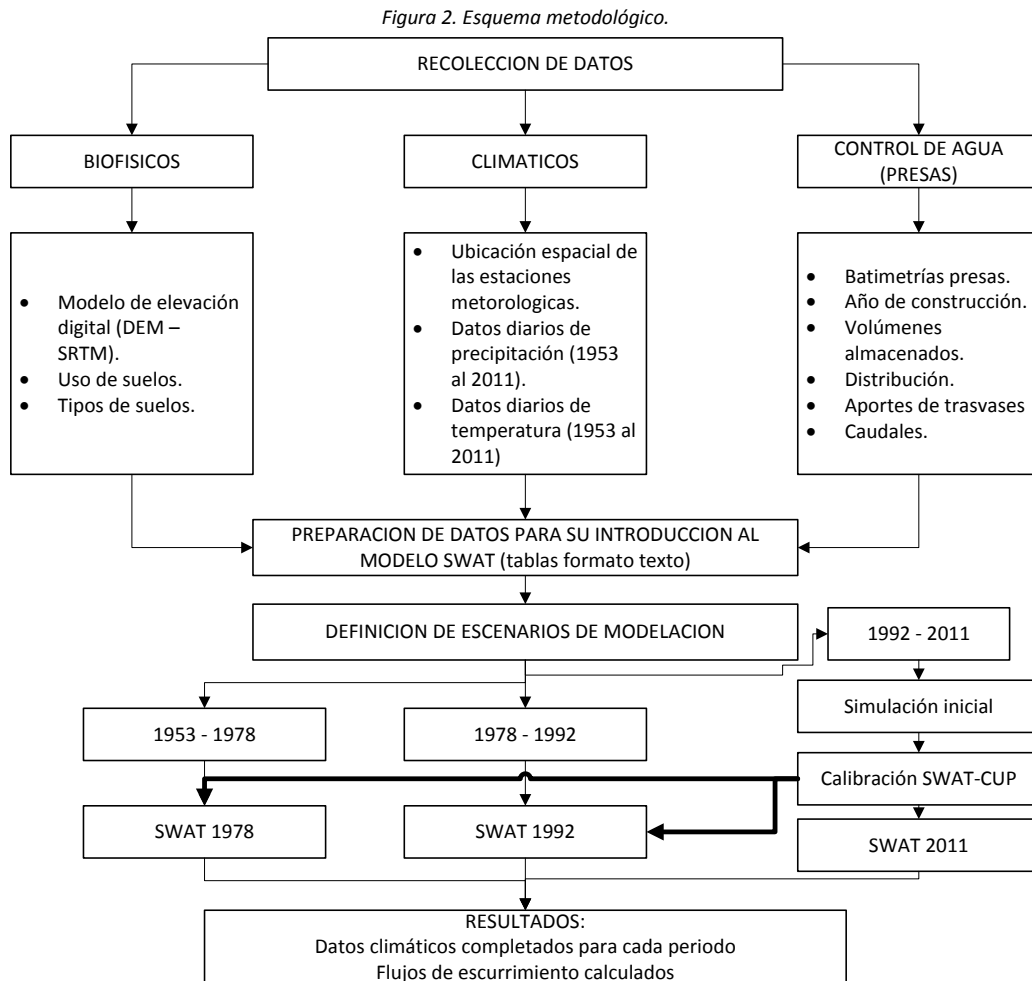 Figura 2. Esquema metodológico.
RECOLECCION DE DATOS
BIOFISICOS
CLIMATICOS
CONTROL DE AGUA
(PRESAS)
• Modelo de elevación
digital (DEM –
SRTM).
• Uso de suelos.
• Tipos de suelos.
• Ubicación espacial de
las estaciones
metorologicas.
• Datos diarios de
precipitación (1953
al 2011).
• Datos diarios de
temperatura (1953 al
2011)
• Batimetrías presas.
• Año de construcción.
• Volúmenes
almacenados.
• Distribución.
• Aportes de trasvases
• Caudales.
PREPARACION DE DATOS PARA SU INTRODUCCION AL
MODELO SWAT (tablas formato texto)
DEFINICION DE ESCENARIOS DE MODELACION
1992 - 2011
Simulación inicial
1953 - 1978
1978 - 1992
Calibración SWAT-CUP
SWAT 1978
SWAT 1992
SWAT 2011
RESULTADOS:
Datos climáticos completados para cada periodo
Flujos de escurrimiento calculados